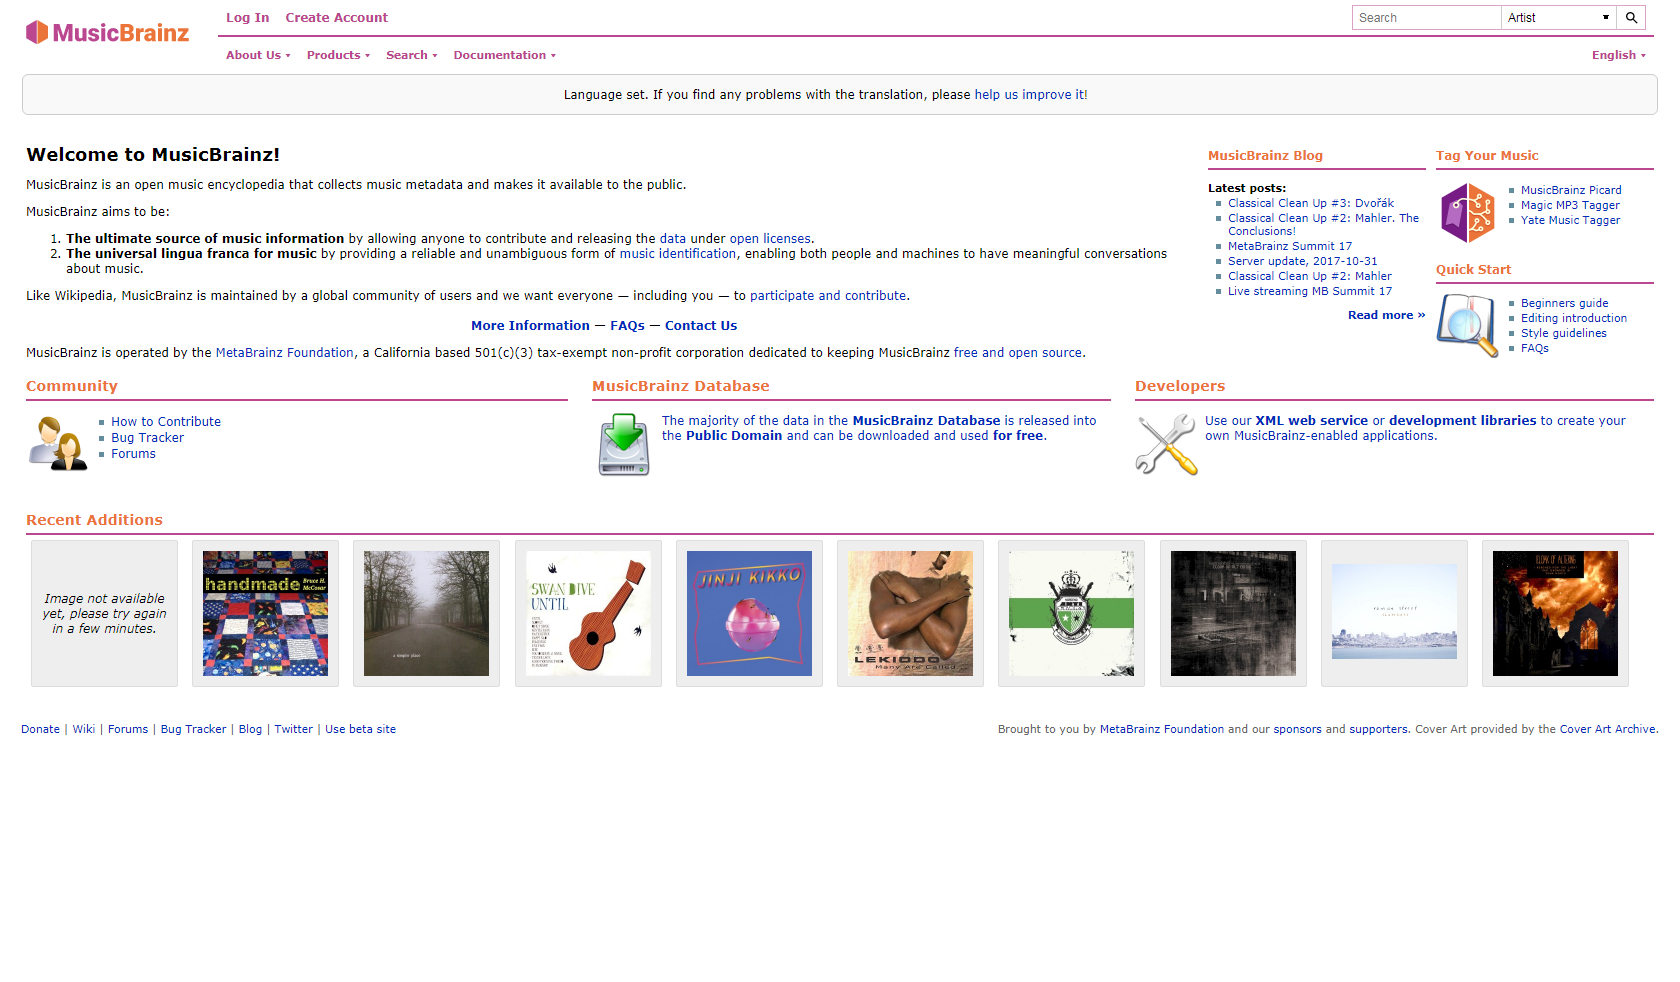 MusicBrainz
Log In Create Account
Search Artist
About Us Products Search Documentation English
Language set. If you find any problems with the translation, please help us improve it!
Welcome to MusicBrainz!
MusicBrainz is an open music encyclopedia that collects music metadata and makes it available to the public.
MusicBrainz aims to be:
1. The ultimate source of music information by allowing anyone to contribute and releasing the data under open licenses.
2. The universal lingua franca for music by providing a reliable and unambiguous form of music identification, enabling both people and machines to have meaningful conversations
about music.
Like Wikipedia, MusicBrainz is maintained by a global community of users and we want everyone — including you — to participate and contribute.
More Information — FAQs — Contact Us
MusicBrainz is operated by the MetaBrainz Foundation, a California based 501(c)(3) tax-exempt non-profit corporation dedicated to keeping MusicBrainz free and open source.
MusicBrainz Blog
Latest posts:
Classical Clean Up #3: Dvořák
Classical Clean Up #2: Mahler. The
Conclusions!
MetaBrainz Summit 17
Server update, 2017-10-31
Classical Clean Up #2: Mahler
Live streaming MB Summit 17
Read more »
Tag Your Music
MusicBrainz Picard
Magic MP3 Tagger
Yate Music Tagger
Quick Start
Beginners guide
Editing introduction
Style guidelines
FAQs
Community
How to Contribute
Bug Tracker
Forums
MusicBrainz Database
The majority of the data in the MusicBrainz Database is released into
the Public Domain and can be downloaded and used for free.
Developers
Use our XML web service or development libraries to create your
own MusicBrainz-enabled applications.
Recent Additions
Image not available
yet, please try again
in a few minutes.
handmade Bruce H.
McCosar
SWAN DIVE
UNTIL
JINJI KIKKO
LEKIDDO
Many Are Called
CLOAK OF ALTERING
Donate | Wiki | Forums | Bug Tracker | Blog | Twitter | Use beta site
Brought to you by MetaBrainz Foundation and our sponsors and supporters. Cover Art provided by the Cover Art Archive.